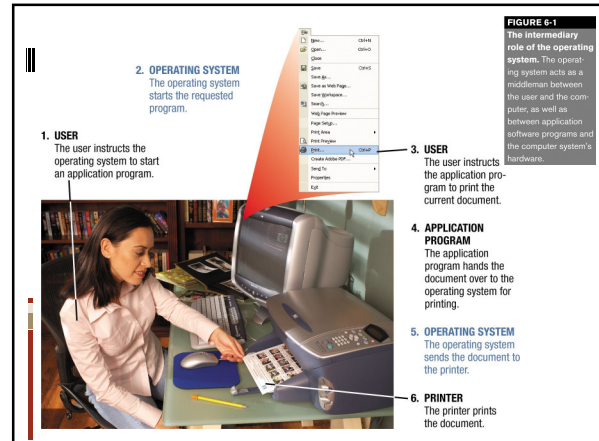 FIGURE 6-1
The intermediary
role of the operating
system. The operat-
ing system acts as a
middleman between
the user and the com-
puter, as well as
between application
software programs and
the computer system's
hardware.
2. OPERATING SYSTEM
The operating system
starts the requested
program.
1. USER
The user instructs the
operating system to start
an application program.
File
New... Ctrl+N
Open... Ctrl+O
Close
Save Ctrl+S
Save As...
Save as Web Page...
Save Workspace...
Search...
Web Page Preview
Page Setup...
Print Area
Print Preview
Print... Ctrl+P
Create Adobe PDF...
Send To
Properties
Exit
3. USER
The user instructs
the application pro-
gram to print the
current document.
4. APPLICATION
PROGRAM
The application
program hands the
document over to the
operating system for
printing.
5. OPERATING SYSTEM
The operating system
sends the document to
the printer.
6. PRINTER
The printer prints
the document.